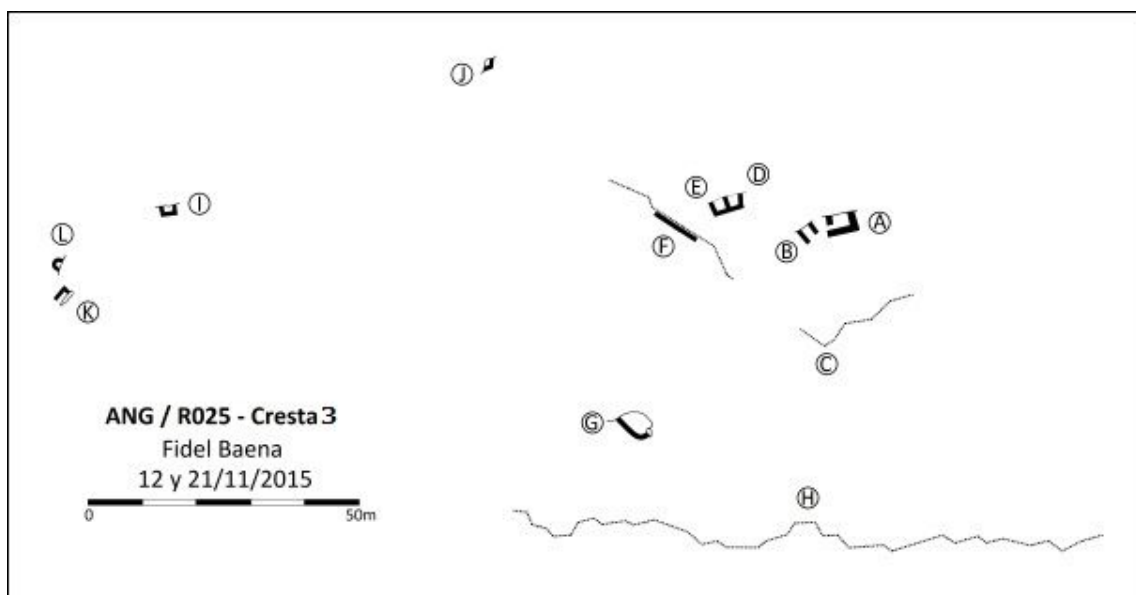 J
E
D
I
A
L
F
B
K
C
ANG / R025 - Cresta 3
Fidel Baena
12 y 21/11/2015
G
0 50m
H